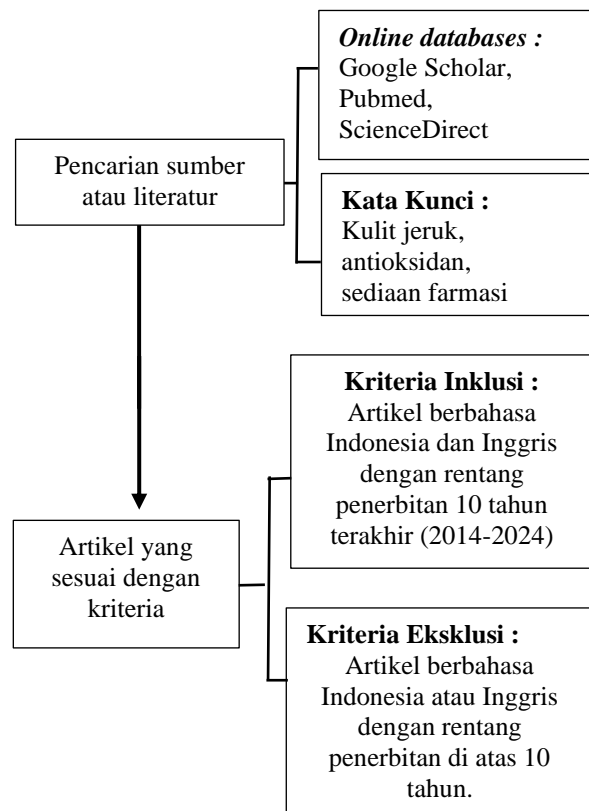 Online databases :
Google Scholar,
Pubmed,
ScienceDirect
Pencarian sumber
atau literatur
Kata Kunci :
Kulit jeruk,
antioksidan,
sediaan farmasi
Kriteria Inklusi :
Artikel berbahasa
Indonesia dan Inggris
dengan rentang
penerbitan 10 tahun
terakhir (2014-2024)
Artikel yang
sesuai dengan
kriteria
Kriteria Eksklusi :
Artikel berbahasa
Indonesia atau Inggris
dengan rentang
penerbitan di atas 10
tahun.